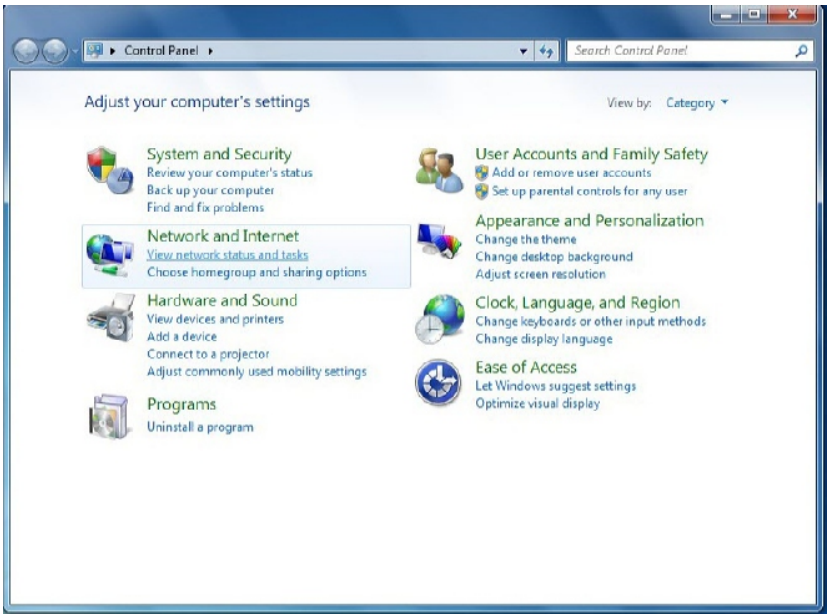 Control Panel
Search Control Panel
Adjust your computer's settings
View by: Category
System and Security
Review your computer's status
Back up your computer
Find and fix problems
Network and Internet
View network status and tasks
Choose homegroup and sharing options
Hardware and Sound
View devices and printers
Add a device
Connect to a projector
Adjust commonly used mobility settings
Programs
Uninstall a program
User Accounts and Family Safety
Add or remove user accounts
Set up parental controls for any user
Appearance and Personalization
Change the theme
Change desktop background
Adjust screen resolution
Clock, Language, and Region
Change keyboards or other input methods
Change display language
Ease of Access
Let Windows suggest settings
Optimize visual display